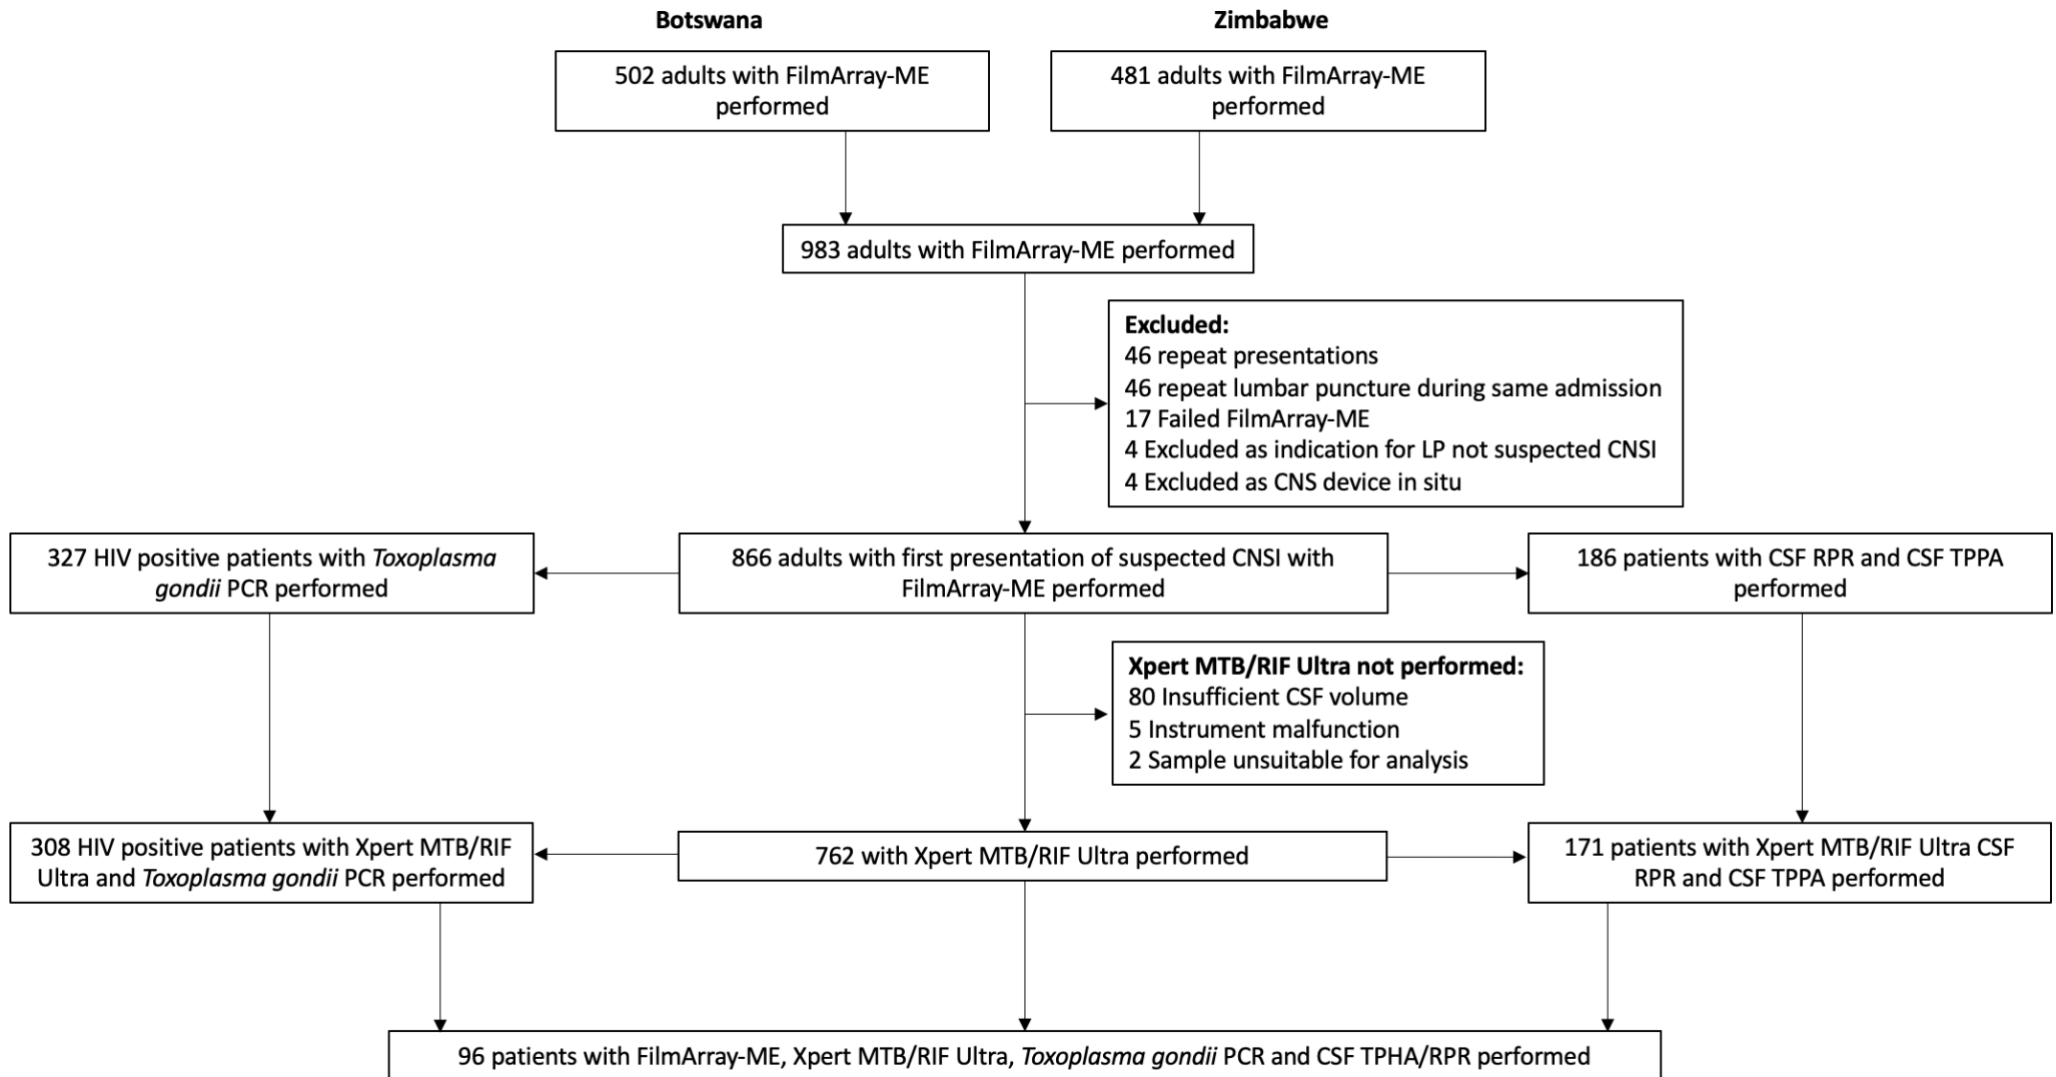 Botswana
Zimbabwe
502 adults with FilmArray-ME
performed
481 adults with FilmArray-ME
performed
983 adults with FilmArray-ME performed
Excluded:
46 repeat presentations
46 repeat lumbar puncture during same admission
17 Failed FilmArray-ME
4 Excluded as indication for LP not suspected CNSI
4 Excluded as CNS device in situ
327 HIV positive patients with Toxoplasma
gondii PCR performed
866 adults with first presentation of suspected CNSI with
FilmArray-ME performed
186 patients with CSF RPR and CSF TPPA
performed
Xpert MTB/RIF Ultra not performed:
80 Insufficient CSF volume
5 Instrument malfunction
2 Sample unsuitable for analysis
308 HIV positive patients with Xpert MTB/RIF
Ultra and Toxoplasma gondii PCR performed
762 with Xpert MTB/RIF Ultra performed
171 patients with Xpert MTB/RIF Ultra CSF
RPR and CSF TPPA performed
96 patients with FilmArray-ME, Xpert MTB/RIF Ultra, Toxoplasma gondii PCR and CSF TPHA/RPR performed